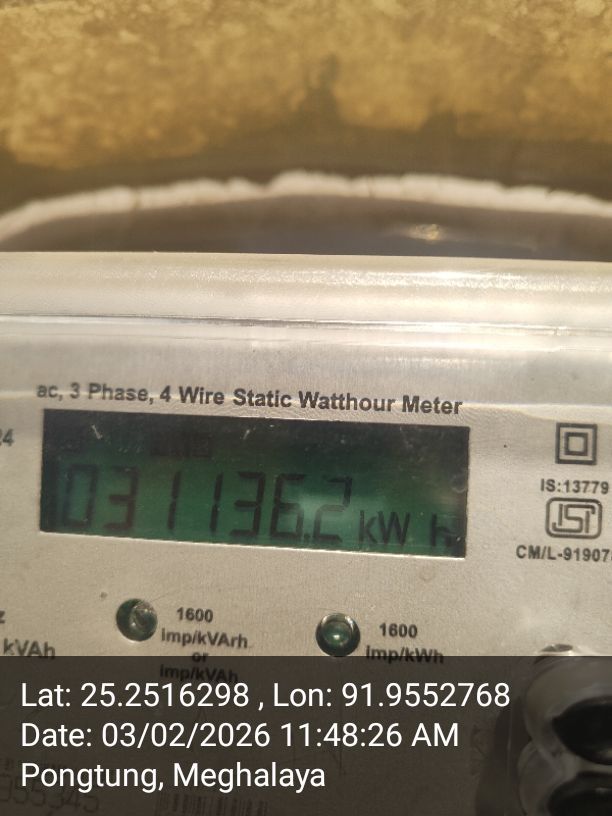 ac, 3 Phase, 4 Wire Static Watthour Meter
24
031136.2 kW h
IS:13779
ISI
CM/L-91907
1600
imp/kVArh
or
imp/kVAh
1600
imp/kWh
kVAh
Lat: 25.2516298 , Lon: 91.9552768
Date: 03/02/2026 11:48:26 AM
Pongtung, Meghalaya